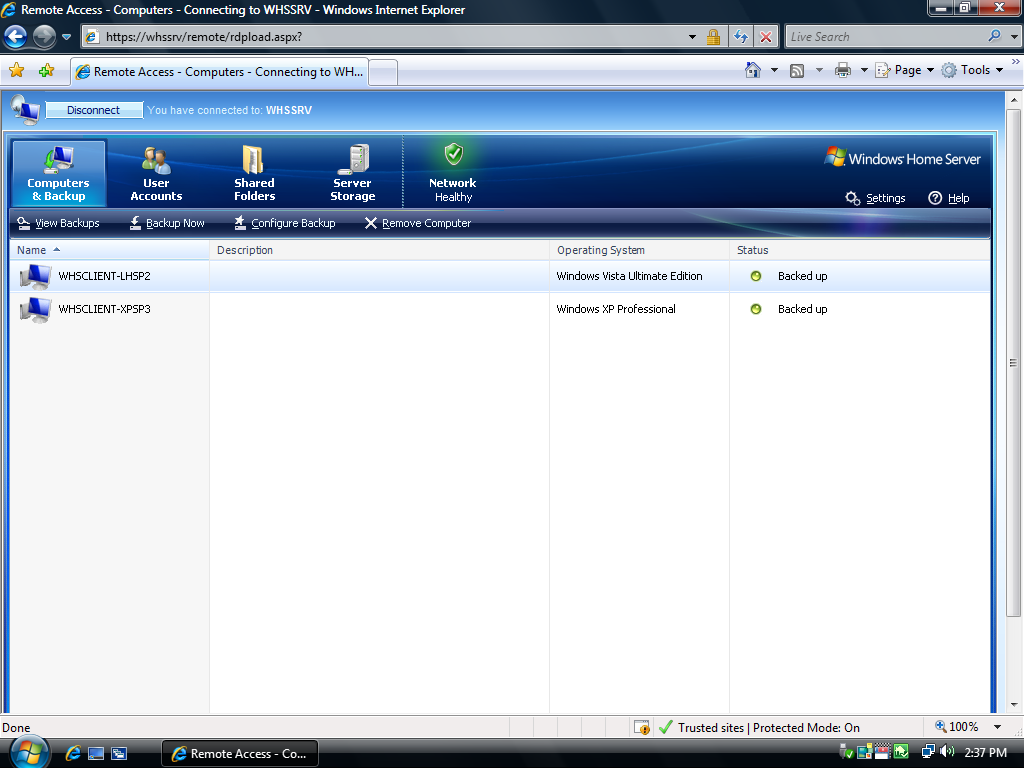 Remote Access - Computers - Connecting to WHSSRV - Windows Internet Explorer
https://whssrv/remote/rdpload.aspx?
Live Search
Remote Access - Computers - Connecting to WH...
Page
Tools
Disconnect
You have connected to: WHSSRV
Computers & Backup
User Accounts
Shared Folders
Server Storage
Network
Healthy
Windows Home Server
Settings
Help
View Backups
Backup Now
Configure Backup
Remove Computer
Name
Description
Operating System
Status
WHSCLIENT-LHSP2
Windows Vista Ultimate Edition
Backed up
WHSCLIENT-XPSP3
Windows XP Professional
Backed up
Done
Trusted sites | Protected Mode: On
100%
Remote Access - Co...
2:37 PM